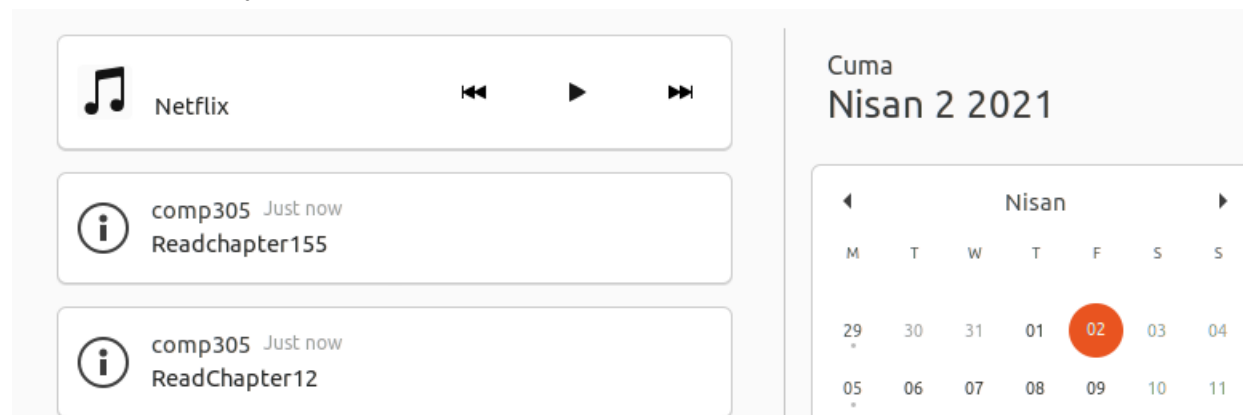 Netflix
comp305 Just now
Readchapter155
comp305 Just now
ReadChapter12
Cuma
Nisan 2 2021
Nisan
M T W T F S S
29 30 31 01 02 03 04
05 06 07 08 09 10 11